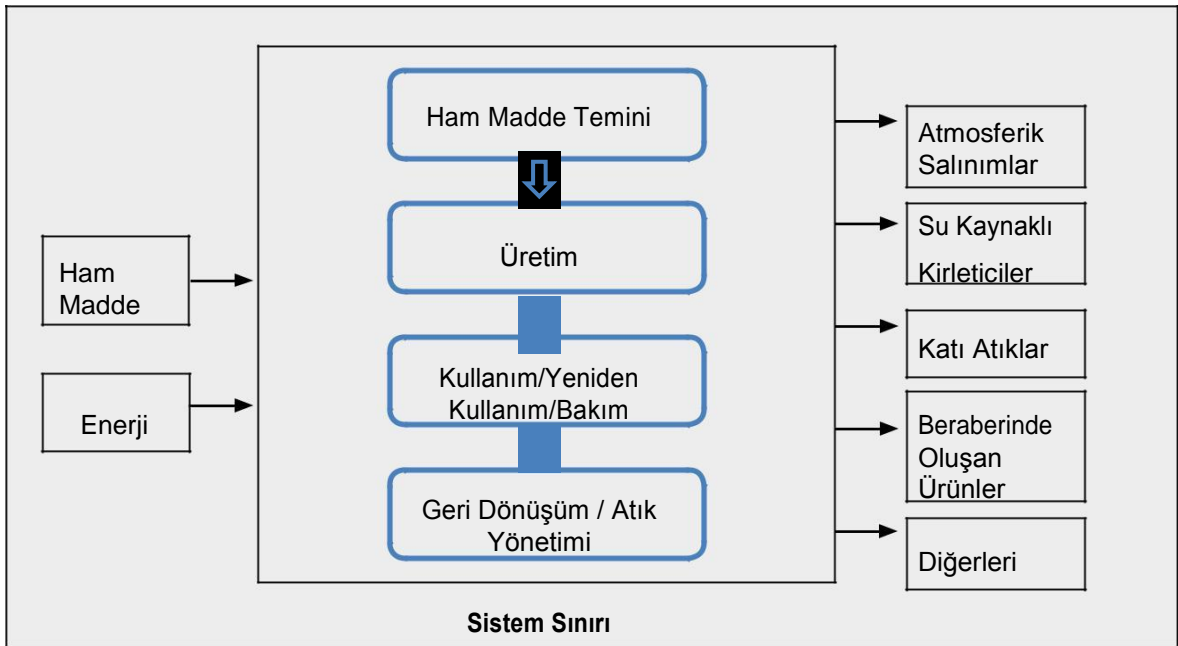 Ham
Madde
Enerji
Ham Madde Temini
Üretim
Kullanım/Yeniden
Kullanım/Bakım
Geri Dönüşüm / Atık
Yönetimi
Atmosferik
Salınımlar
Su Kaynaklı
Kirleticiler
Katı Atıklar
Beraberinde
Oluşan
Ürünler
Diğerleri
Sistem Sınırı